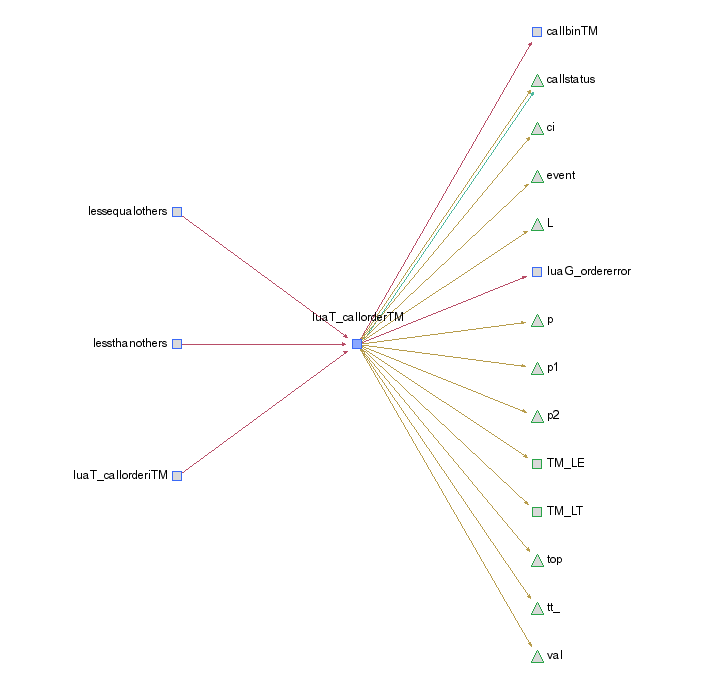 lessequalothers
lessthanothers
luaT_callorderiTM
luaT_callorderTM
callbinTM
callstatus
ci
event
L
luaG_ordererror
p
p1
p2
TM_LE
TM_LT
top
tt_
val